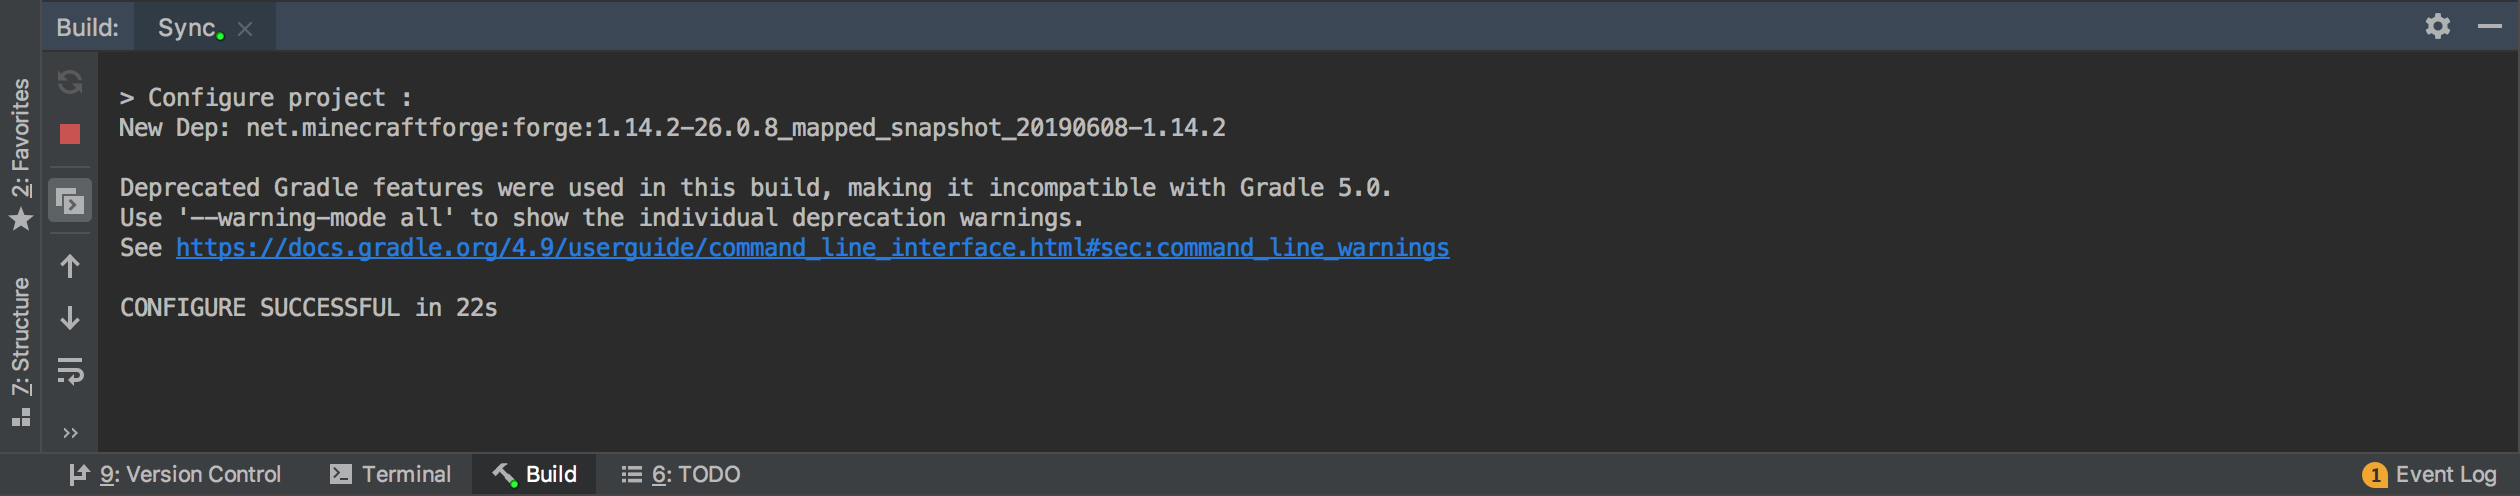 Build: Sync
2: Favorites
7: Structure
> Configure project :
New Dep: net.minecraftforge:forge:1.14.2-26.0.8_mapped_snapshot_20190608-1.14.2
Deprecated Gradle features were used in this build, making it incompatible with Gradle 5.0.
Use '--warning-mode all' to show the individual deprecation warnings.
See https://docs.gradle.org/4.9/userguide/command_line_interface.html#sec:command_line_warnings
CONFIGURE SUCCESSFUL in 22s
9: Version Control Terminal Build 6: TODO 1 Event Log